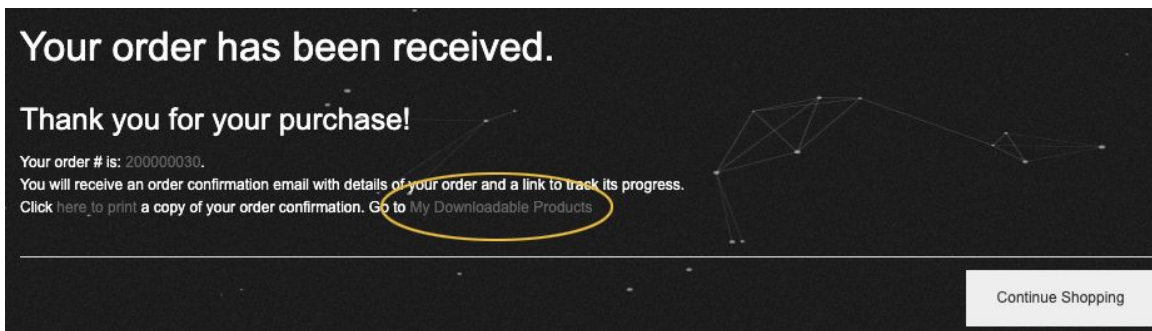 Your order has been received.
Thank you for your purchase!
Your order # is: 200000030.
You will receive an order confirmation email with details of your order and a link to track its progress.
Click here to print a copy of your order confirmation. Go to My Downloadable Products
Continue Shopping